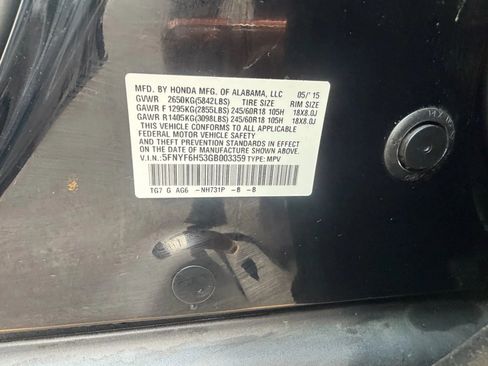 MFD. BY HONDA MFG. OF ALABAMA, LLC 05/'15
GVWR 2650KG(5842LBS) TIRE SIZE RIM SIZE
GAWR F 1295KG(2855LBS) 245/60R18 105H 18X8.0J
GAWR R 1405KG(3098LBS) 245/60R18 105H 18X8.0J
THIS VEHICLE CONFORMS TO ALL APPLICABLE
FEDERAL MOTOR VEHICLE SAFETY
AND THEFT PREVENTION STANDARDS IN EFFECT
ON THE DATE OF MANUFACTURE SHOWN ABOVE.
V.I.N.:5FNYF6H53GB003359 TYPE: MPV
TG7 G AG6 -NH731P -B -B